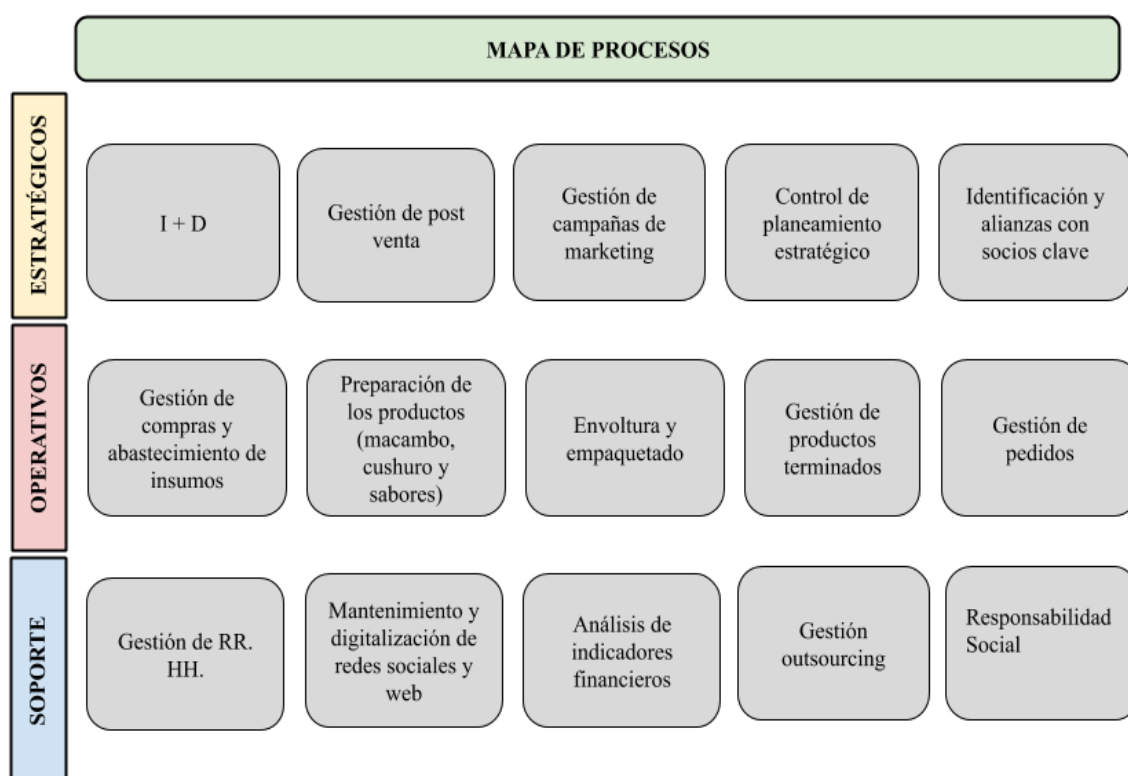 MAPA DE PROCESOS
ESTRATÉGICOS
I + D
Gestión de post
venta
Gestión de
campañas de
marketing
Control de
planeamiento
estratégico
Identificación y
alianzas con
socios clave
OPERATIVOS
Gestión de
compras y
abastecimiento de
insumos
Preparación de
los productos
(macambo,
cushuro y
sabores)
Envoltura y
empaquetado
Gestión de
productos
terminados
Gestión de
pedidos
SOPORTE
Gestión de RR.
HH.
Mantenimiento y
digitalización de
redes sociales y
web
Análisis de
indicadores
financieros
Gestión
outsourcing
Responsabilidad
Social